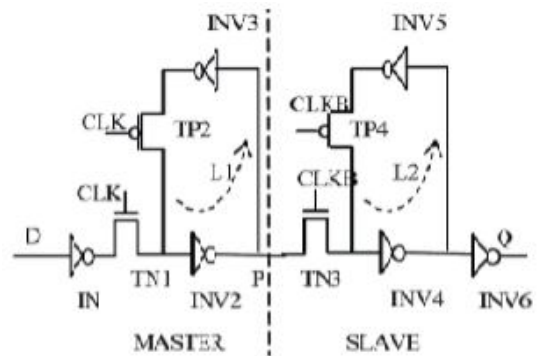 INV3
INV5
CLK
TP2
CLKB
TP4
L1
L2
CLK
CLKB
D
Q
IN
TN1
INV2
P
TN3
INV4
INV6
MASTER
SLAVE